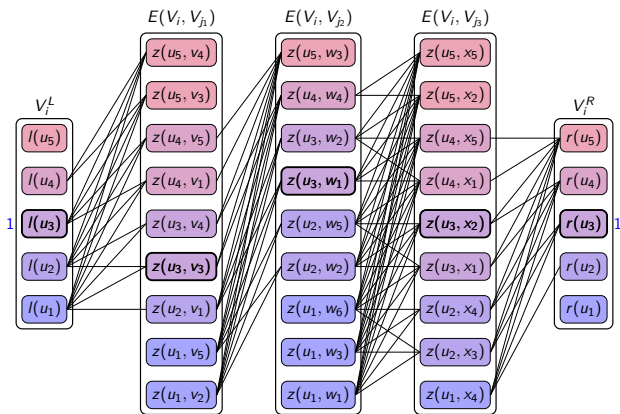 E(V_i, V_{j_1}) E(V_i, V_{j_2}) E(V_i, V_{j_3})
V_i^L V_i^R
z(u_5, v_4) z(u_5, w_3) z(u_5, x_5)
z(u_5, v_3) z(u_4, w_4) z(u_5, x_2)
l(u_5) z(u_4, v_5) z(u_3, w_2) z(u_4, x_5) r(u_5)
l(u_4) z(u_4, v_1) z(u_3, w_1) z(u_4, x_1) r(u_4)
1 l(u_3) z(u_3, v_4) z(u_2, w_5) z(u_3, x_2) r(u_3) 1
l(u_2) z(u_3, v_3) z(u_2, w_2) z(u_3, x_1) r(u_2)
l(u_1) z(u_2, v_1) z(u_1, w_6) z(u_2, x_4) r(u_1)
z(u_1, v_5) z(u_1, w_3) z(u_2, x_3)
z(u_1, v_2) z(u_1, w_1) z(u_1, x_4)